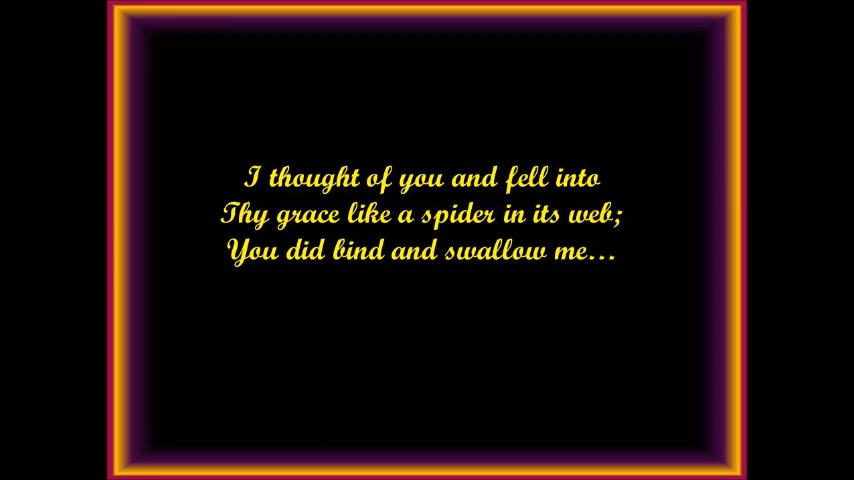 I thought of you and fell into
Thy grace like a spider in its web;
You did bind and swallow me...